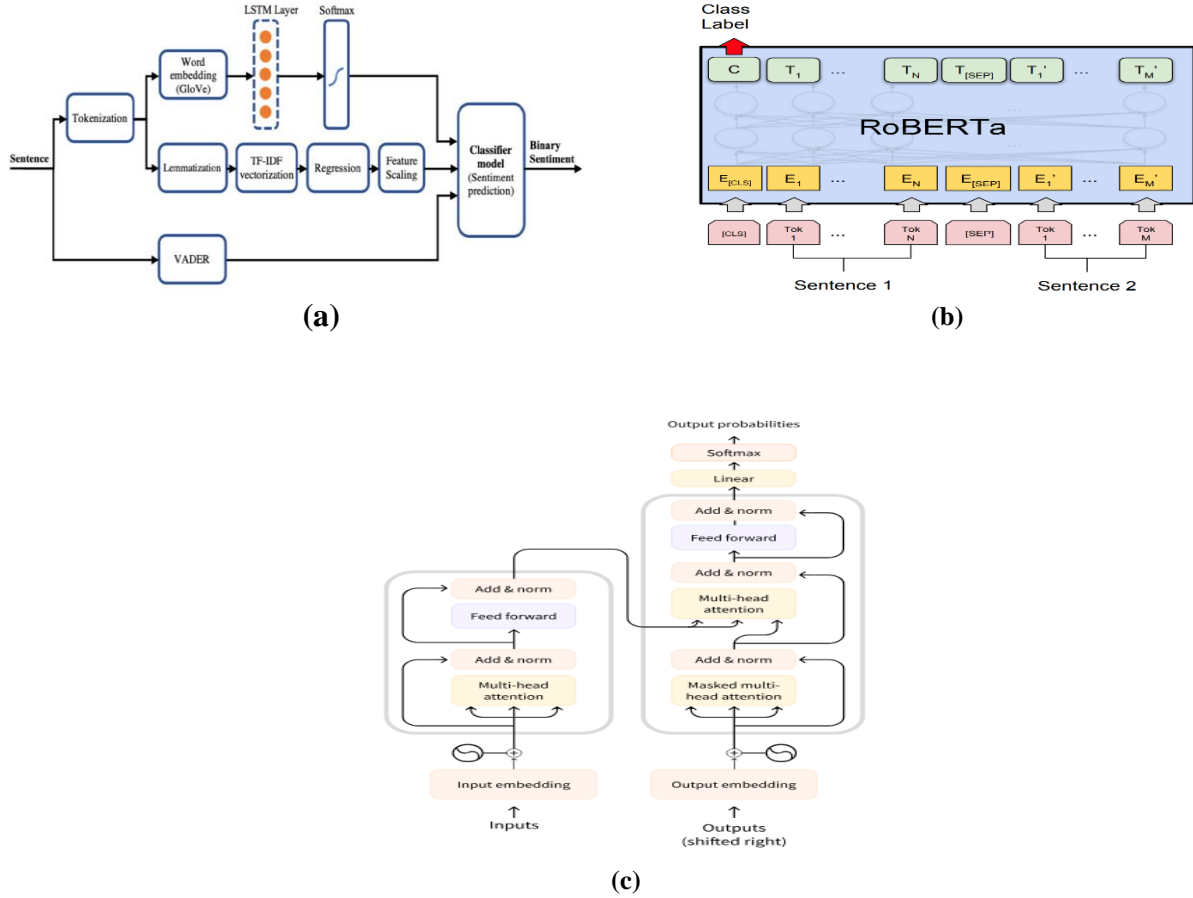 LSTM Layer
Softmax
Word
embedding
(GloVe)
Tokenization
Sentence
Lemmatization
TF-IDF
vectorization
Regression
Feature
Scaling
Classifier
model
(Sentiment
prediction)
Binary
Sentiment
VADER
(a)
Class
Label
C T1 ... TN T[SEP] T1' ... TM'
RoBERTa
E[CLS] E1 ... EN E[SEP] E1' ... EM'
[CLS] Tok 1 ... Tok N [SEP] Tok 1 ... Tok M
Sentence 1 Sentence 2
(b)
Output probabilities
Softmax
Linear
Add & norm
Feed forward
Add & norm
Multi-head
attention
Add & norm
Masked multi-
head attention
Output embedding
Outputs
(shifted right)
Add & norm
Feed forward
Add & norm
Multi-head
attention
Input embedding
Inputs
(c)